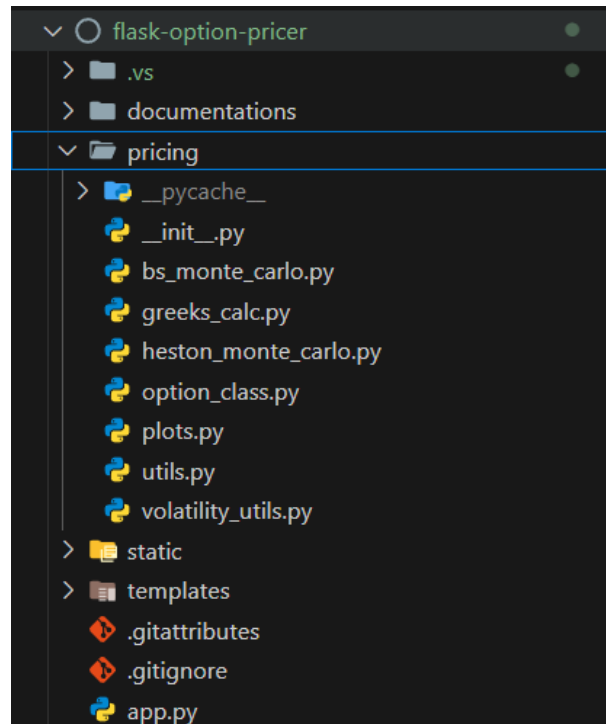 flask-option-pricer
.vs
documentations
pricing
__pycache__
__init__.py
bs_monte_carlo.py
greeks_calc.py
heston_monte_carlo.py
option_class.py
plots.py
utils.py
volatility_utils.py
static
templates
.gitattributes
.gitignore
app.py